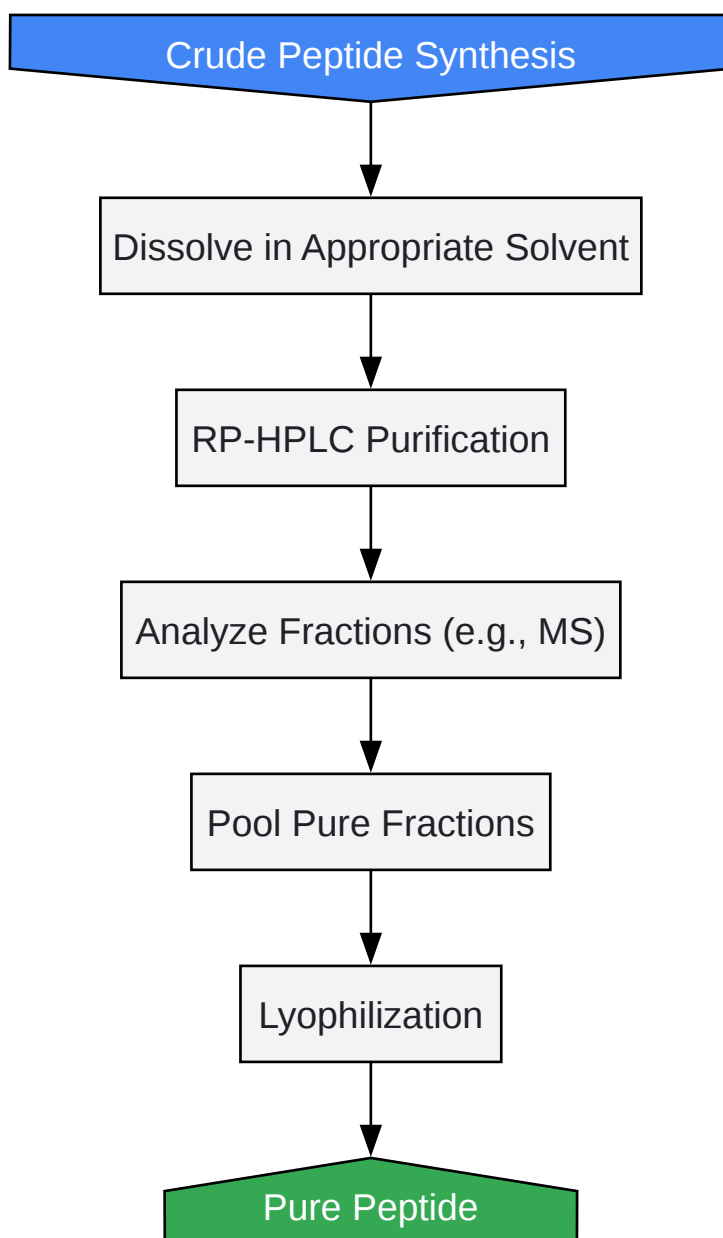 Crude Peptide Synthesis
Dissolve in Appropriate Solvent
RP-HPLC Purification
Analyze Fractions (e.g., MS)
Pool Pure Fractions
Lyophilization
Pure Peptide